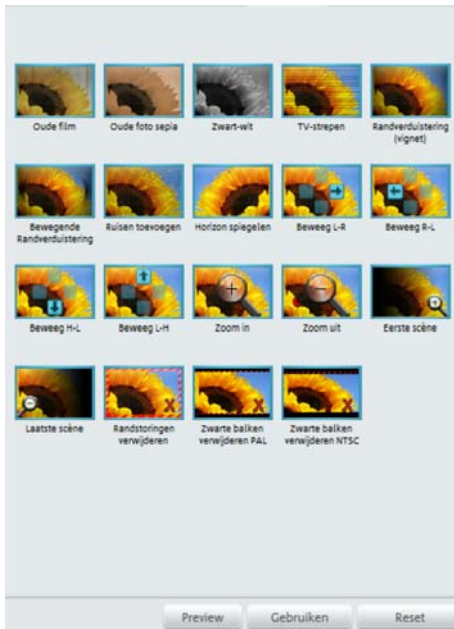 Oude film
Oude foto sepia
Zwart-wit
TV-strepen
Randverduistering
(vignet)
Bewegende
Randverduistering
Ruisen toevoegen
Horizon spiegelen
Beweeg L-R
Beweeg R-L
Beweeg H-L
Beweeg L-H
Zoom in
Zoom uit
Eerste scène
Laatste scène
Randstoringen
verwijderen
Zwarte balken
verwijderen PAL
Zwarte balken
verwijderen NTSC
Preview
Gebruiken
Reset